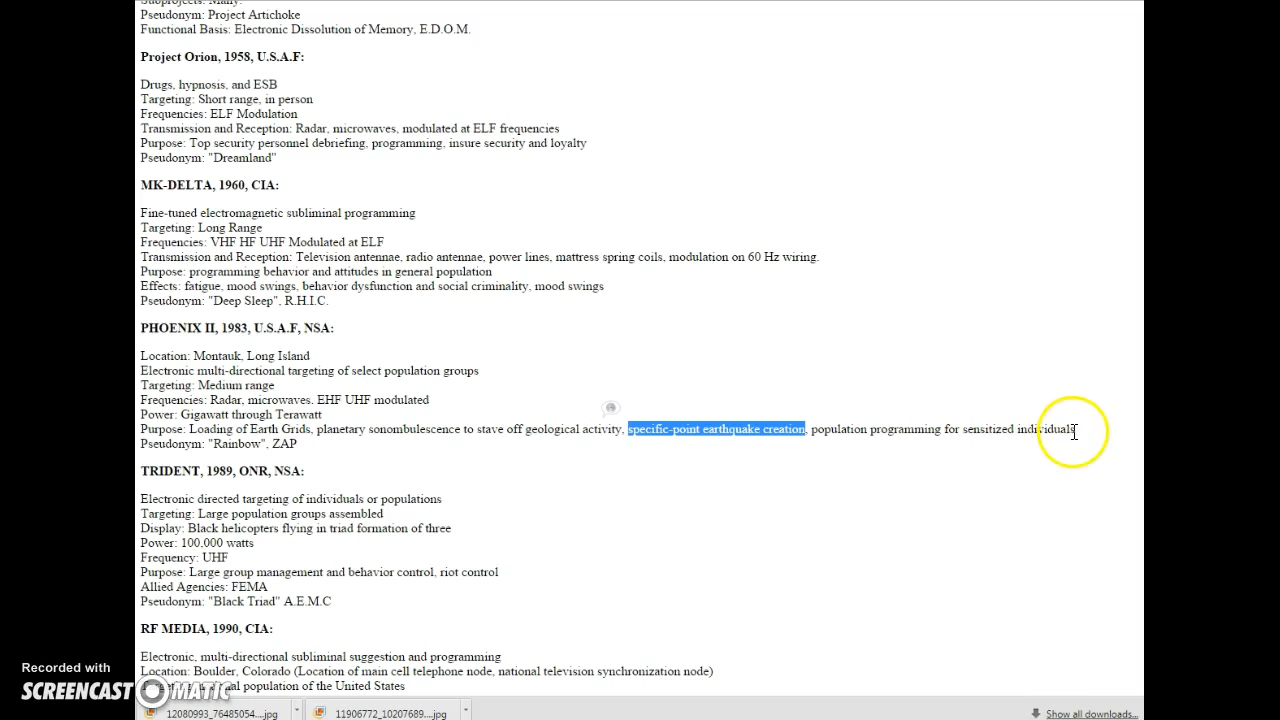 Subprojects: Many.
Pseudonym: Project Artichoke
Functional Basis: Electronic Dissolution of Memory, E.D.O.M.
Project Orion, 1958, U.S.A.F:
Drugs, hypnosis, and ESB
Targeting: Short range, in person
Frequencies: ELF Modulation
Transmission and Reception: Radar, microwaves, modulated at ELF frequencies
Purpose: Top security personnel debriefing, programming, insure security and loyalty
Pseudonym: "Dreamland"
MK-DELTA, 1960, CIA:
Fine-tuned electromagnetic subliminal programming
Targeting: Long Range
Frequencies: VHF HF UHF Modulated at ELF
Transmission and Reception: Television antennae, radio antennae, power lines, mattress spring coils, modulation on 60 Hz wiring.
Purpose: programming behavior and attitudes in general population
Effects: fatigue, mood swings, behavior dysfunction and social criminality, mood swings
Pseudonym: "Deep Sleep", R.H.I.C.
PHOENIX II, 1983, U.S.A.F, NSA:
Location: Montauk, Long Island
Electronic multi-directional targeting of select population groups
Targeting: Medium range
Frequencies: Radar, microwaves. EHF UHF modulated
Power: Gigawatt through Terawatt
Purpose: Loading of Earth Grids, planetary sonombulescence to stave off geological activity, specific-point earthquake creation, population programming for sensitized individuals
Pseudonym: "Rainbow", ZAP
TRIDENT, 1989, ONR, NSA:
Electronic directed targeting of individuals or populations
Targeting: Large population groups assembled
Display: Black helicopters flying in triad formation of three
Power: 100,000 watts
Frequency: UHF
Purpose: Large group management and behavior control, riot control
Allied Agencies: FEMA
Pseudonym: "Black Triad" A.E.M.C
RF MEDIA, 1990, CIA:
Electronic, multi-directional subliminal suggestion and programming
Location: Boulder, Colorado (Location of main cell telephone node, national television synchronization node)
population of the United States
Recorded with
SCREENCAST MATIC
12080993_76485054....jpg
11906772_10207689....jpg
Show all downloads...